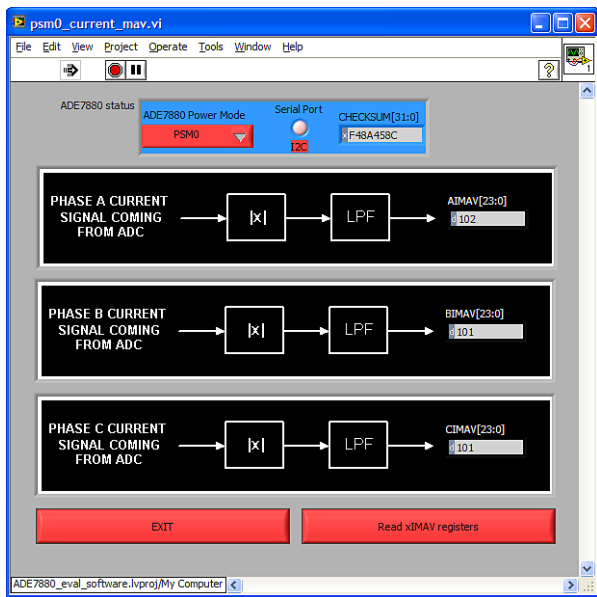 psm0_current_mav.vi
File Edit View Project Operate Tools Window Help
?
1
ADE7880 status
ADE7880 Power Mode
Serial Port
CHECKSUM[31:0]
PSM0
x F48A458C
I2C
PHASE A CURRENT
SIGNAL COMING
FROM ADC
|x|
LPF
AIMAV[23:0]
d 102
PHASE B CURRENT
SIGNAL COMING
FROM ADC
|x|
LPF
BIMAV[23:0]
d 101
PHASE C CURRENT
SIGNAL COMING
FROM ADC
|x|
LPF
CIMAV[23:0]
d 101
EXIT
Read xIMAV registers
ADE7880_eval_software.lvproj/My Computer